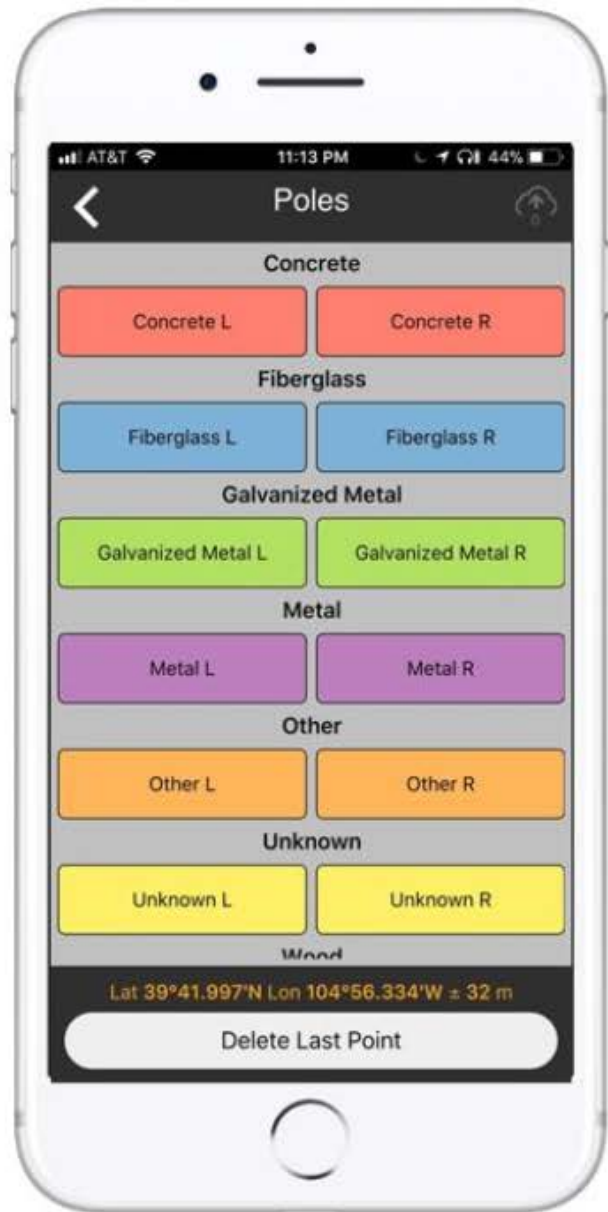 AT&T 11:13 PM 44%
Poles
0
Concrete
Concrete L Concrete R
Fiberglass
Fiberglass L Fiberglass R
Galvanized Metal
Galvanized Metal L Galvanized Metal R
Metal
Metal L Metal R
Other
Other L Other R
Unknown
Unknown L Unknown R
Wood
Lat 39°41.997'N Lon 104°56.334'W ± 32 m
Delete Last Point